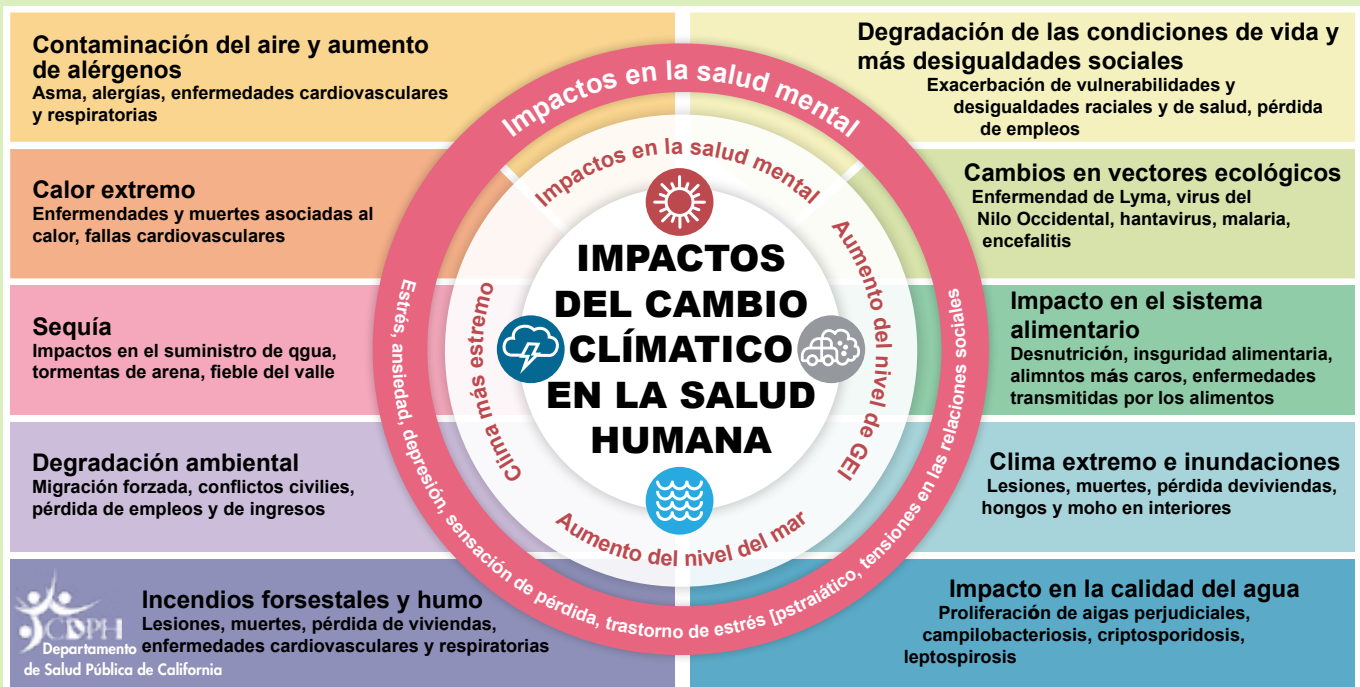 Contaminación del aire y aumento
de alérgenos
Asma, alergías, enfermedades cardiovasculares
y respiratorias
Calor extremo
Enfermendades y muertes asociadas al
calor, fallas cardiovasculares
Sequía
Impactos en el suministro de qgua,
tormentas de arena, fieble del valle
Degradación ambiental
Migración forzada, conflictos civilies,
pérdida de empleos y de ingresos
Incendios forsestales y humo
Lesiones, muertes, pérdida de viviendas,
enfermedades cardiovasculares y respiratorias
CDPH
Departamento
de Salud Pública de California
Impactos en la salud mental
Estrés, ansiedad, depresión, sensación de pérdida, trastorno de estrés [pstraiático, tensiones en las relaciones sociales
Impactos en la salud mental
Aumento del nivel de GEI
Aumento del nivel del mar
Clima más estremo
IMPACTOS
DEL CAMBIO
CLÍMATICO
EN LA SALUD
HUMANA
Degradación de las condiciones de vida y
más desigualdades sociales
Exacerbación de vulnerabilidades y
desigualdades raciales y de salud, pérdida
de empleos
Cambios en vectores ecológicos
Enfermendad de Lyma, virus del
Nilo Occidental, hantavirus, malaria,
encefalitis
Impacto en el sistema
alimentario
Desnutrición, insguridad alimentaria,
alimntos más caros, enfermedades
transmitidas por los alimentos
Clima extremo e inundaciones
Lesiones, muertes, pérdida deviviendas,
hongos y moho en interiores
Impacto en la calidad del agua
Proliferación de aigas perjudiciales,
campilobacteriosis, criptosporidosis,
leptospirosis